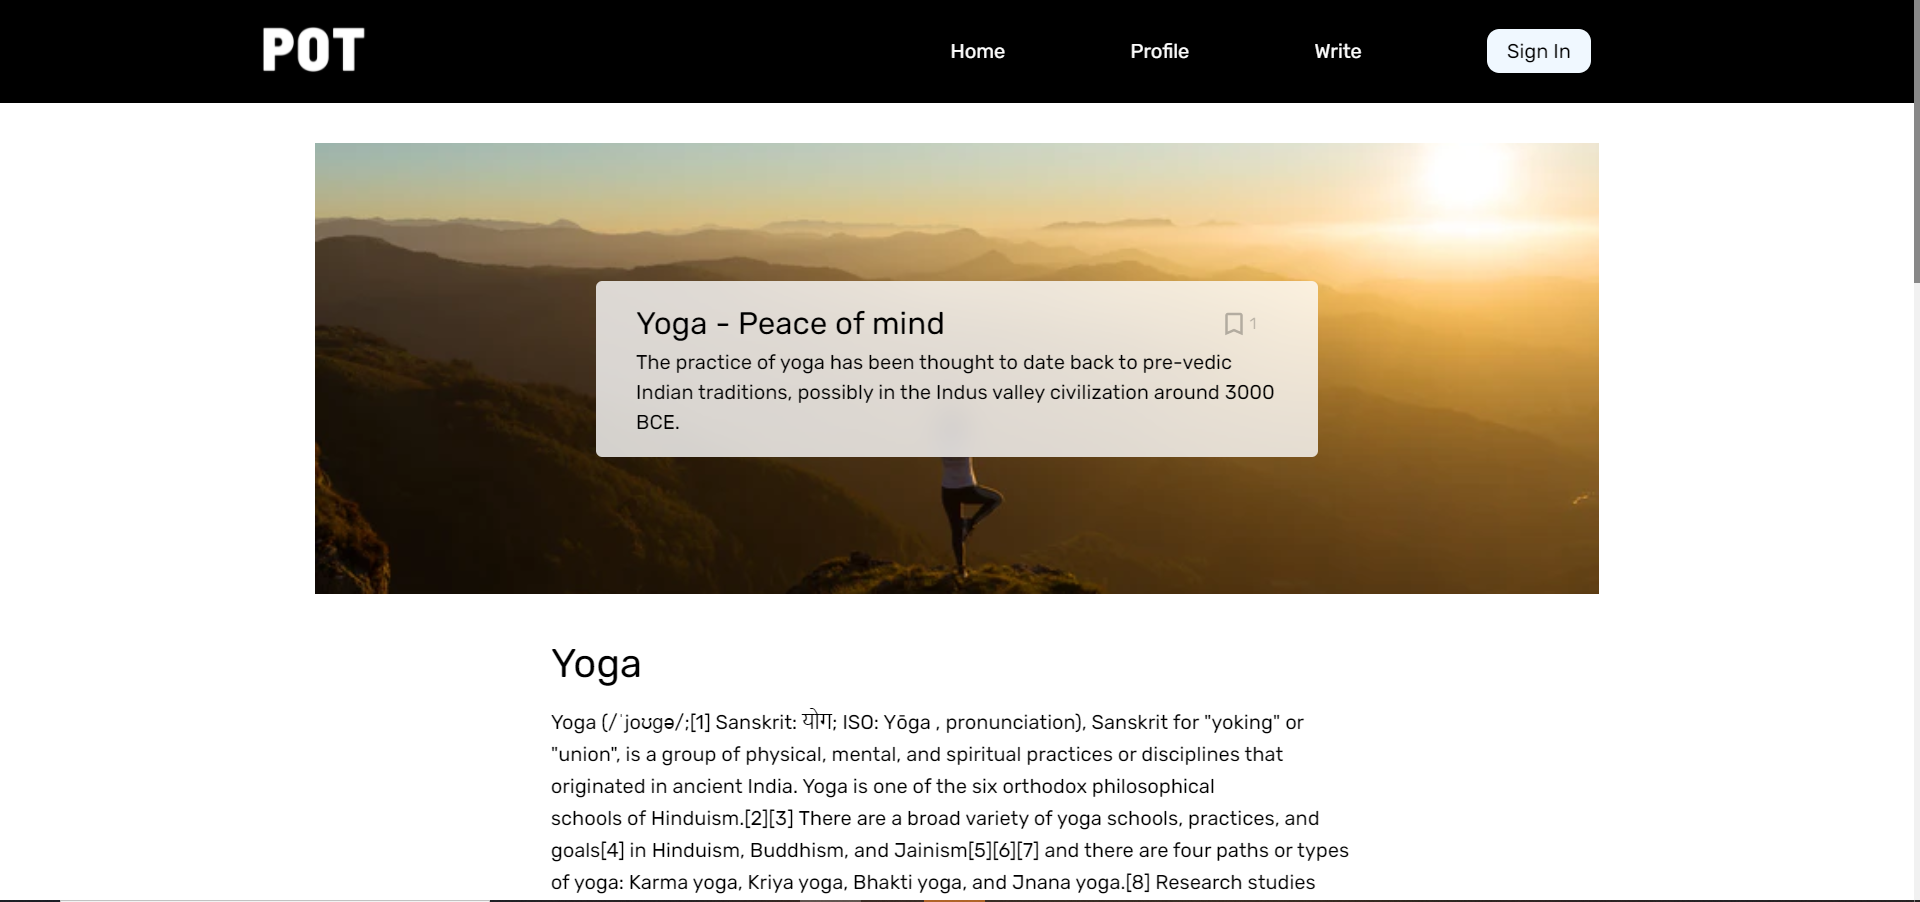 POT
Home
Profile
Write
Sign In
Yoga - Peace of mind
1
The practice of yoga has been thought to date back to pre-vedic
Indian traditions, possibly in the Indus valley civilization around 3000
BCE.
Yoga
Yoga (/ˈjoʊɡə/;[1] Sanskrit: योग; ISO: Yōga , pronunciation), Sanskrit for "yoking" or
"union", is a group of physical, mental, and spiritual practices or disciplines that
originated in ancient India. Yoga is one of the six orthodox philosophical
schools of Hinduism.[2][3] There are a broad variety of yoga schools, practices, and
goals[4] in Hinduism, Buddhism, and Jainism[5][6][7] and there are four paths or types
of yoga: Karma yoga, Kriya yoga, Bhakti yoga, and Jnana yoga.[8] Research studies